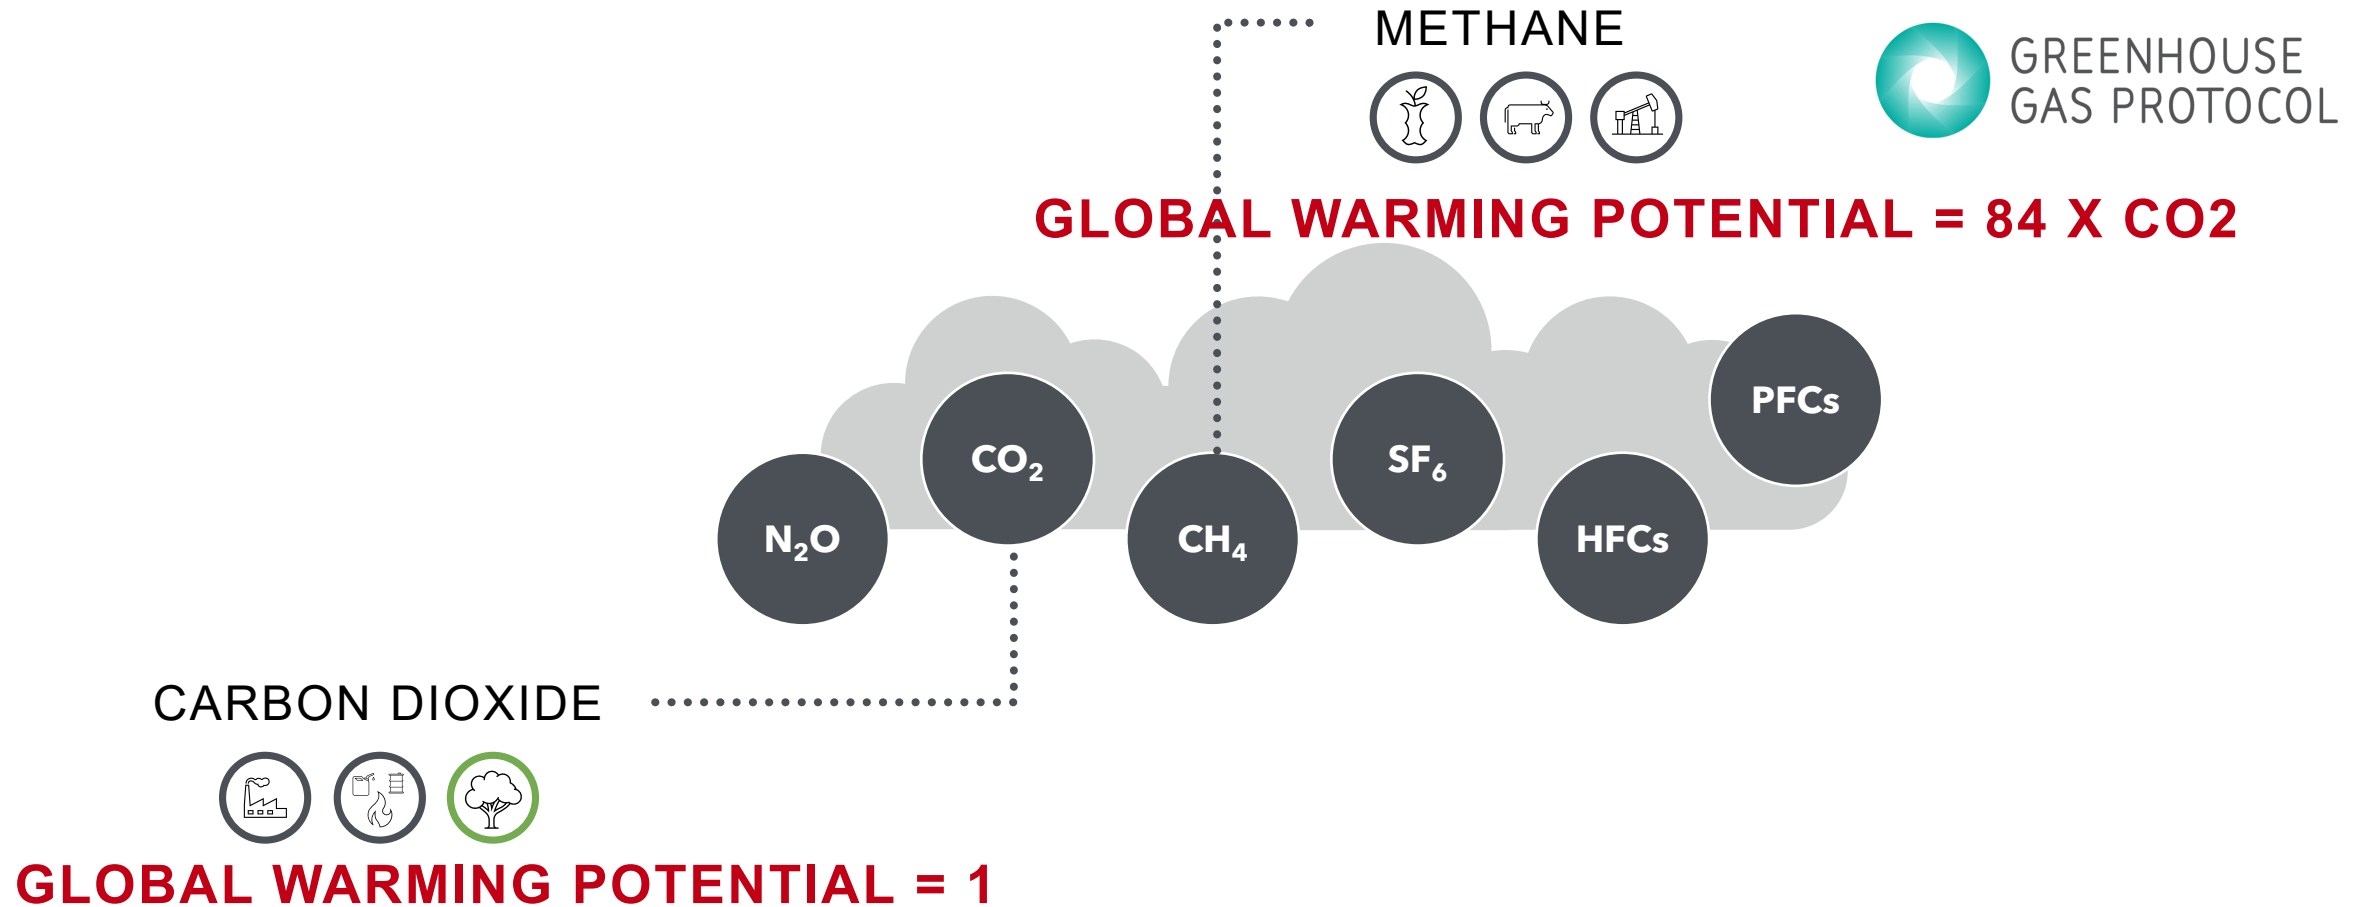 METHANE
GREENHOUSE
GAS PROTOCOL
GLOBAL WARMING POTENTIAL = 84 X CO2
PFCs
CO₂
SF₆
N₂O
CH₄
HFCs
CARBON DIOXIDE
GLOBAL WARMING POTENTIAL = 1